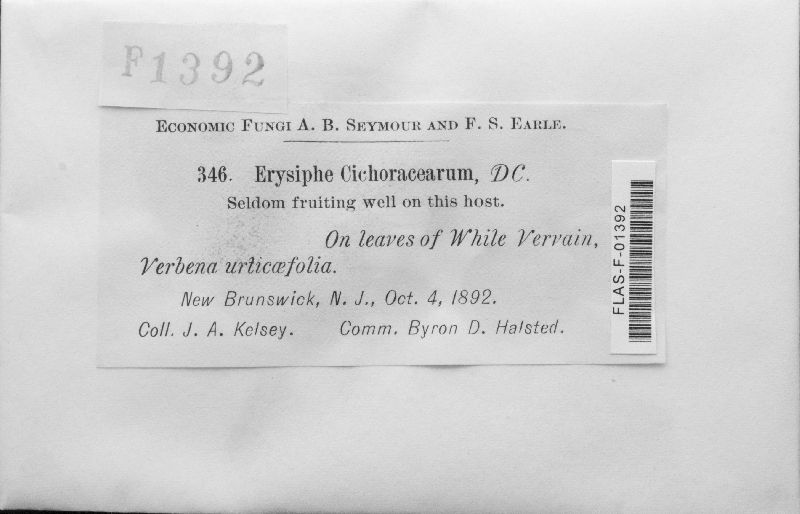 F1392
ECONOMIC FUNGI A. B. SEYMOUR AND F. S. EARLE.
346. Erysiphe Cichoracearum, DC.
Seldom fruiting well on this host.
On leaves of While Vervain,
Verbena urticæfolia.
New Brunswick, N. J., Oct. 4, 1892.
Coll. J. A. Kelsey. Comm. Byron D. Halsted.
FLAS-F-01392